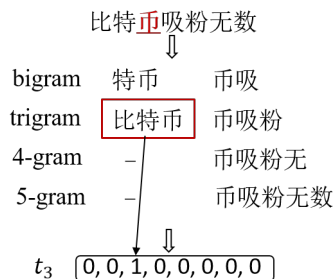 比特币吸粉无数
bigram 特币 币吸
trigram 比特币 币吸粉
4-gram – 币吸粉无
5-gram – 币吸粉无数
t₃ 0, 0, 1, 0, 0, 0, 0, 0